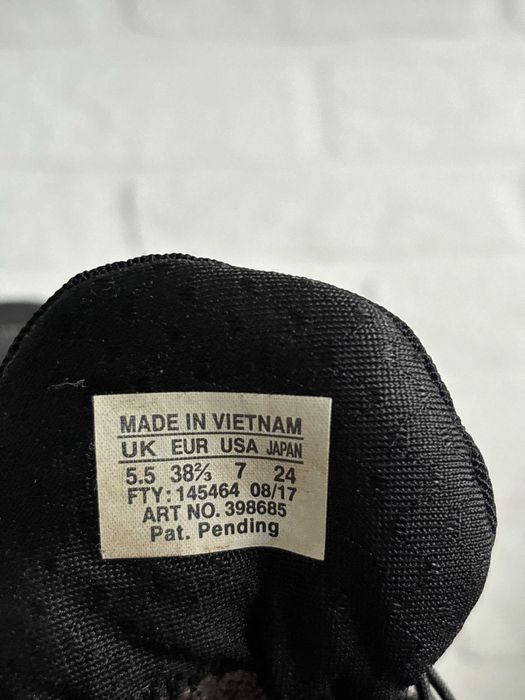 MADE IN VIETNAM
UK EUR USA JAPAN
5.5 38⅔ 7 24
FTY: 145464 08/17
ART NO. 398685
Pat. Pending